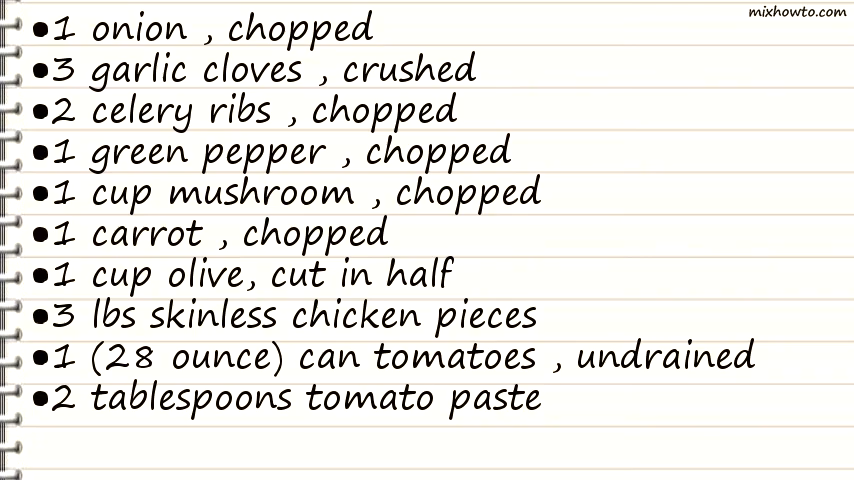 mixhowto.com
•1 onion , chopped
•3 garlic cloves , crushed
•2 celery ribs , chopped
•1 green pepper , chopped
•1 cup mushroom , chopped
•1 carrot , chopped
•1 cup olive, cut in half
•3 lbs skinless chicken pieces
•1 (28 ounce) can tomatoes , undrained
•2 tablespoons tomato paste